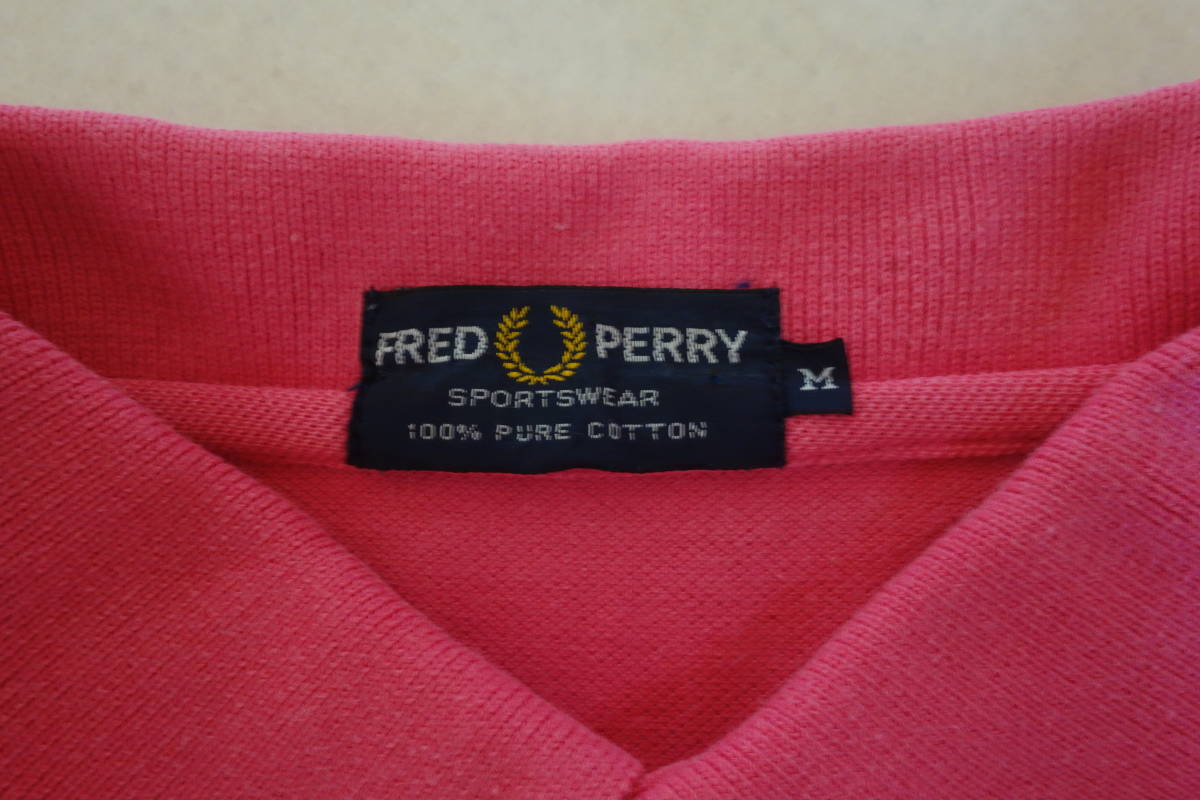 FRED PERRY
SPORTSWEAR
100% PURE COTTON
M